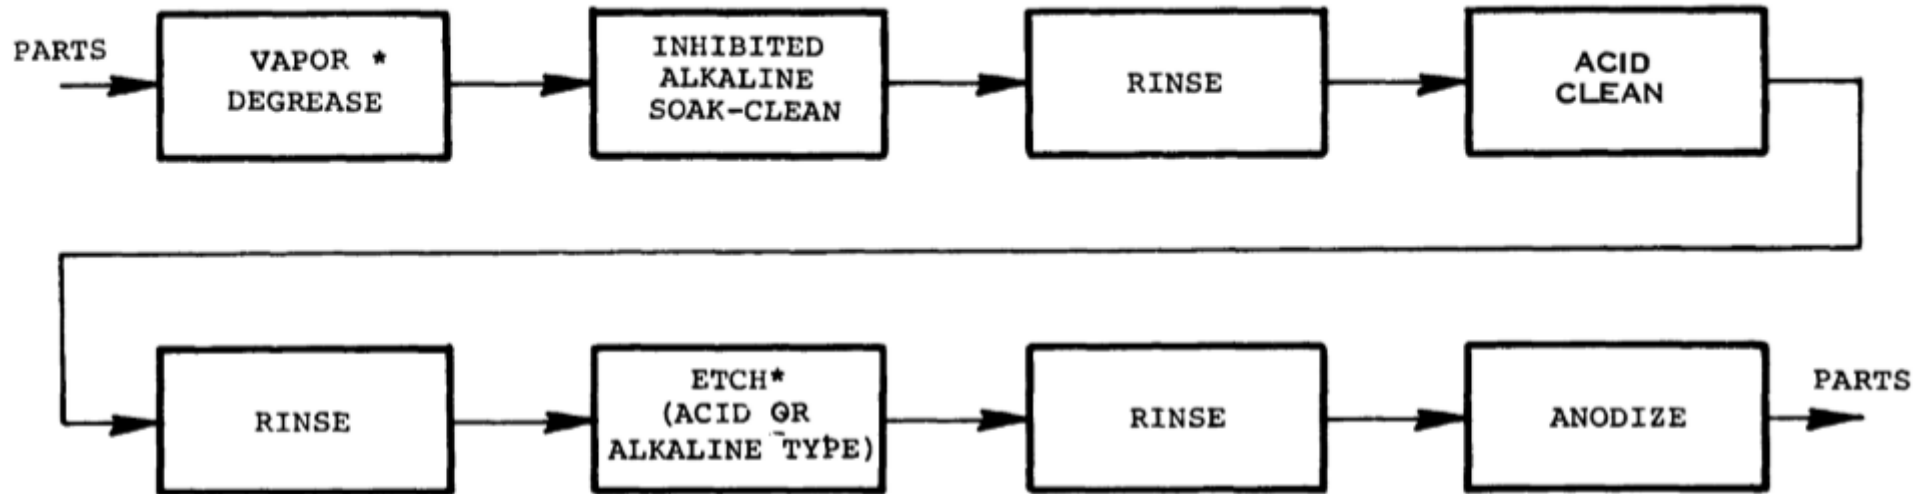 PARTS
VAPOR *
DEGREASE
INHIBITED
ALKALINE
SOAK-CLEAN
RINSE
ACID
CLEAN
RINSE
ETCH*
(ACID OR
ALKALINE TYPE)
RINSE
ANODIZE
PARTS